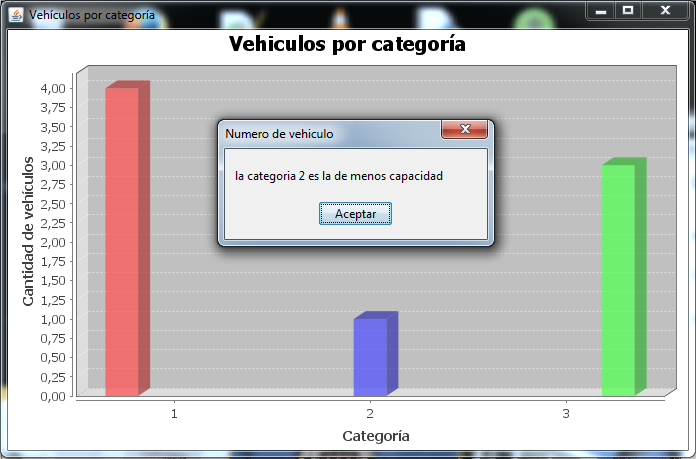 Vehículos por categoría
Vehiculos por categoría
Numero de vehiculo
la categoria 2 es la de menos capacidad
Aceptar
Cantidad de vehículos
4,00
3,75
3,50
3,25
3,00
2,75
2,50
2,25
2,00
1,75
1,50
1,25
1,00
0,75
0,50
0,25
0,00
1 2 3
Categoría